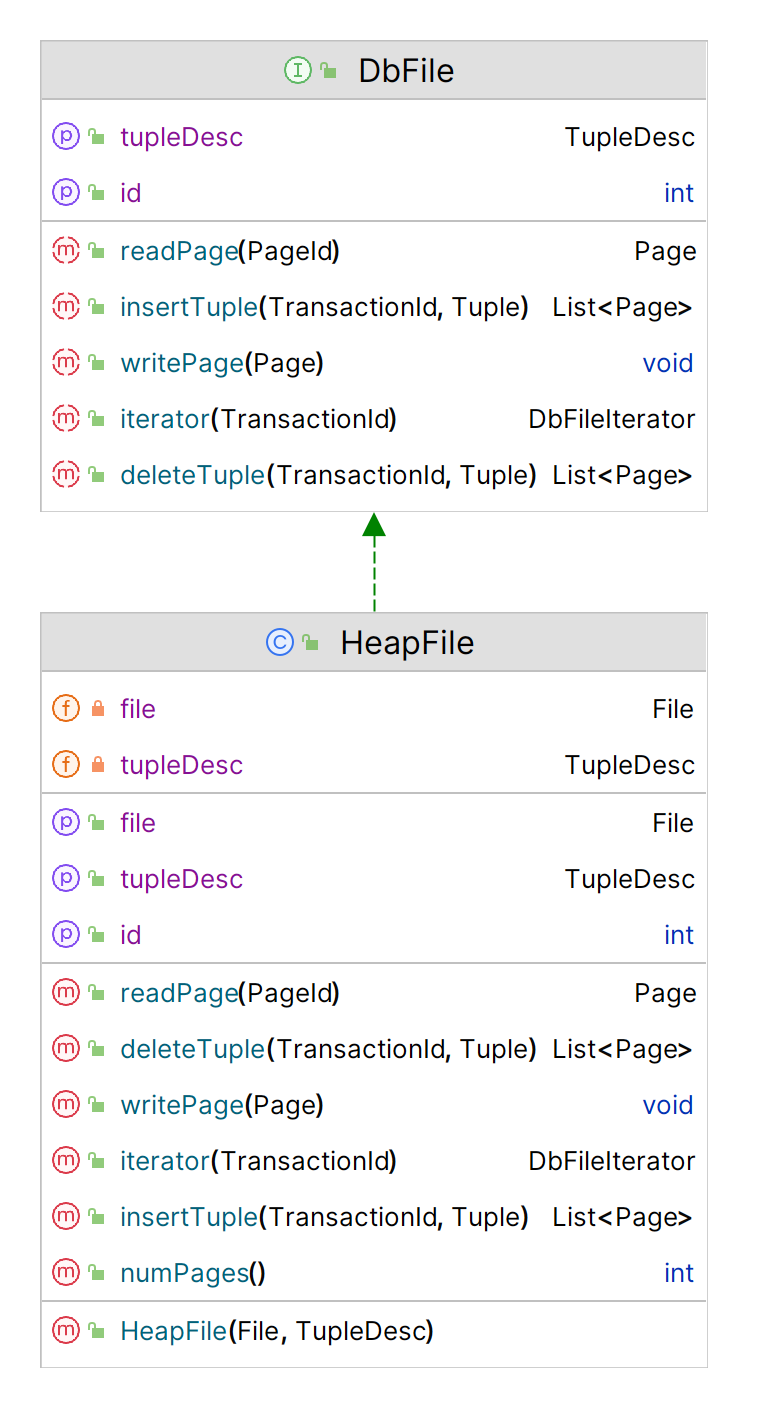 I DbFile
p tupleDesc TupleDesc
p id int
m readPage(PageId) Page
m insertTuple(TransactionId, Tuple) List<Page>
m writePage(Page) void
m iterator(TransactionId) DbFileIterator
m deleteTuple(TransactionId, Tuple) List<Page>
C HeapFile
f file File
f tupleDesc TupleDesc
p file File
p tupleDesc TupleDesc
p id int
m readPage(PageId) Page
m deleteTuple(TransactionId, Tuple) List<Page>
m writePage(Page) void
m iterator(TransactionId) DbFileIterator
m insertTuple(TransactionId, Tuple) List<Page>
m numPages() int
m HeapFile(File, TupleDesc)